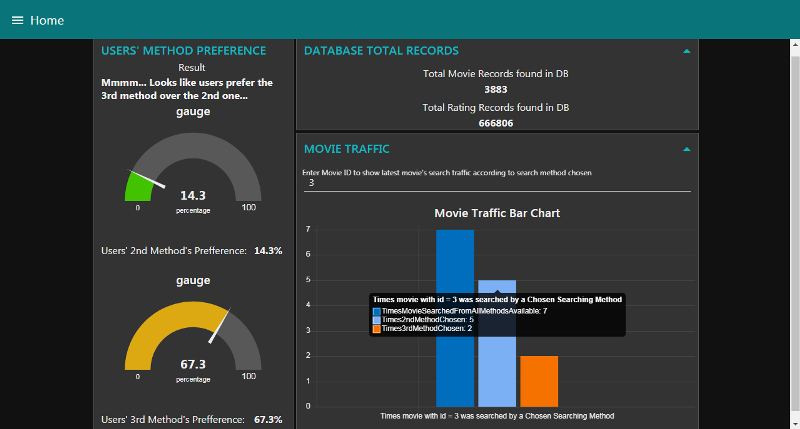 Home
USERS' METHOD PREFERENCE
Result
Mmmm... Looks like users prefer the
3rd method over the 2nd one...
gauge
14.3
percentage
0
100
Users' 2nd Method's Prefference: 14.3%
gauge
67.3
percentage
0
100
Users' 3rd Method's Prefference: 67.3%
DATABASE TOTAL RECORDS
Total Movie Records found in DB
3883
Total Rating Records found in DB
666806
MOVIE TRAFFIC
Enter Movie ID to show latest movie's search traffic according to search method chosen
3
Movie Traffic Bar Chart
7
6
5
4
3
2
1
0
Times movie with id = 3 was searched by a Chosen Searching Method
TimesMovieSearchedFromAllMethodsAvailable: 7
Times2ndMethodChosen: 5
Times3rdMethodChosen: 2
Times movie with id = 3 was searched by a Chosen Searching Method